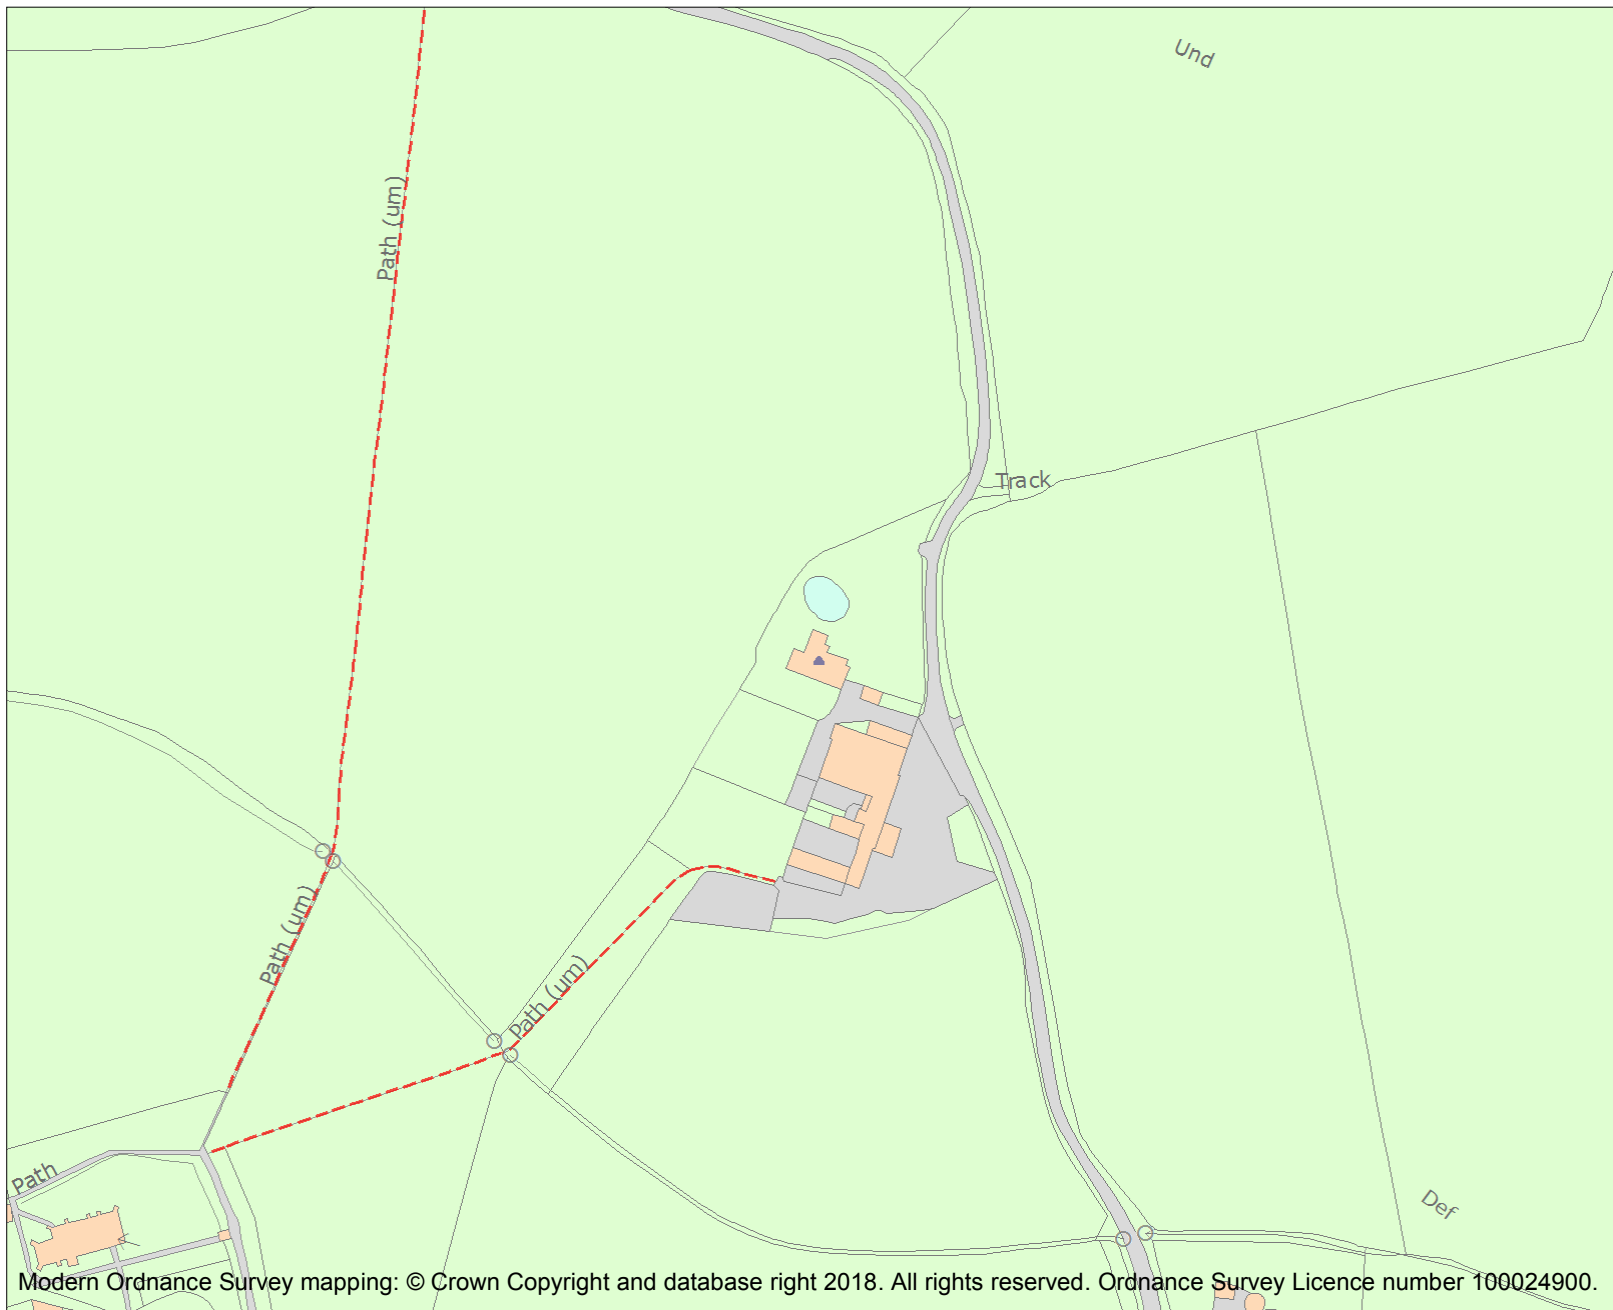 Und
Path (um)
Track
Path (um)
Path (um)
Path
Def
Modern Ordnance Survey mapping: © Crown Copyright and database right 2018. All rights reserved. Ordnance Survey Licence number 100024900.